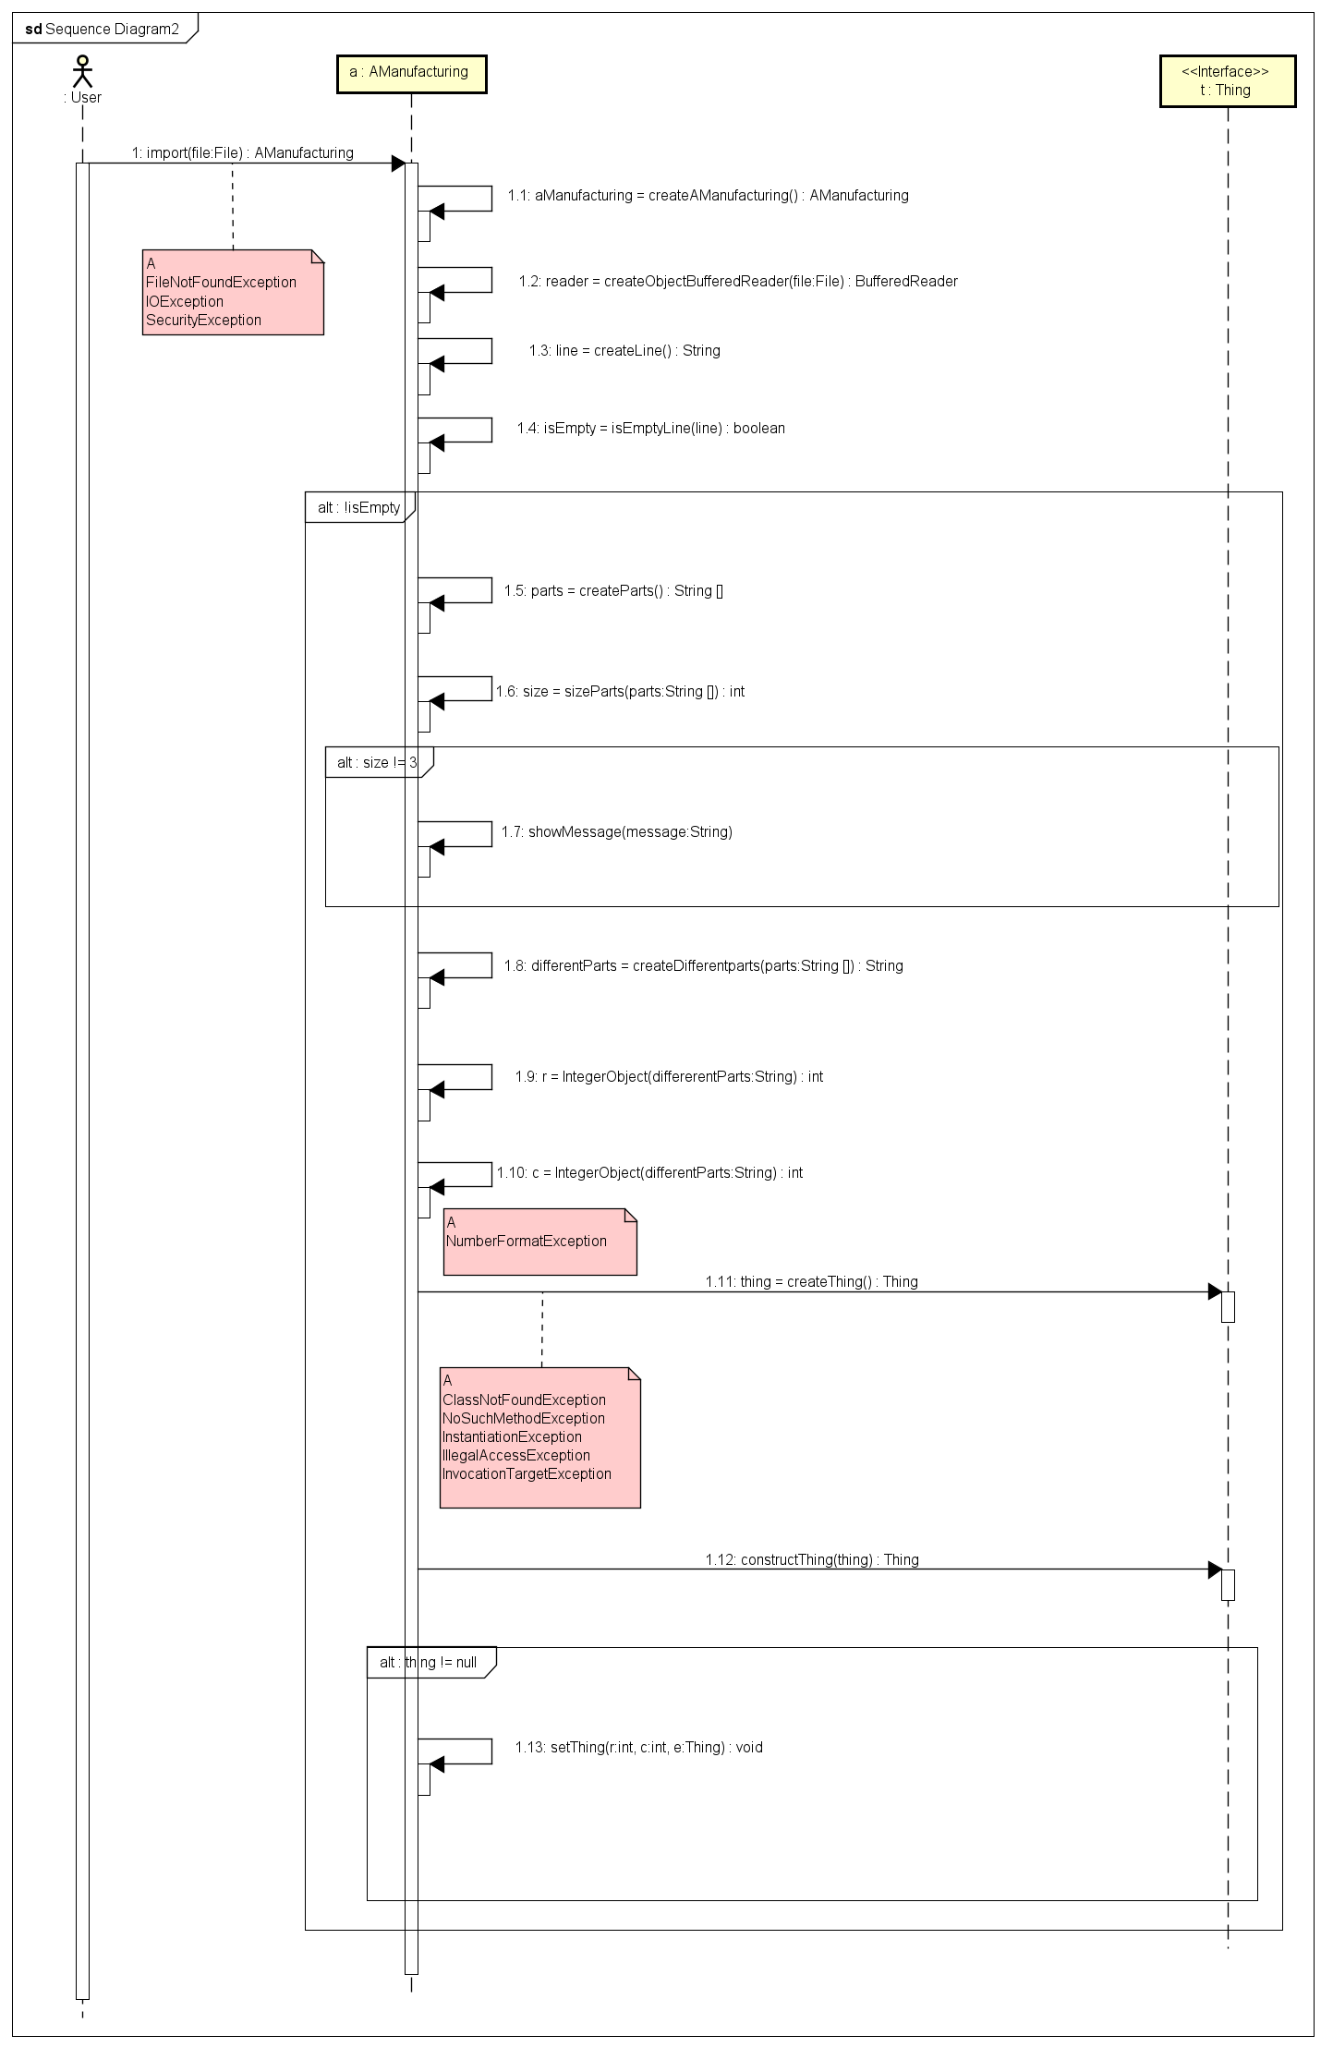 sd Sequence Diagram2
: User
a : AManufacturing
<<Interface>>
t : Thing
1: import(file:File) : AManufacturing
1.1: aManufacturing = createAManufacturing() : AManufacturing
A
FileNotFoundException
IOException
SecurityException
1.2: reader = createObjectBufferedReader(file:File) : BufferedReader
1.3: line = createLine() : String
1.4: isEmpty = isEmptyLine(line) : boolean
alt : !isEmpty
1.5: parts = createParts() : String []
1.6: size = sizeParts(parts:String []) : int
alt : size != 3
1.7: showMessage(message:String)
1.8: differentParts = createDifferentparts(parts:String []) : String
1.9: r = IntegerObject(differerentParts:String) : int
1.10: c = IntegerObject(differentParts:String) : int
A
NumberFormatException
1.11: thing = createThing() : Thing
A
ClassNotFoundException
NoSuchMethodException
InstantiationException
IllegalAccessException
InvocationTargetException
1.12: constructThing(thing) : Thing
alt : thing != null
1.13: setThing(r:int, c:int, e:Thing) : void